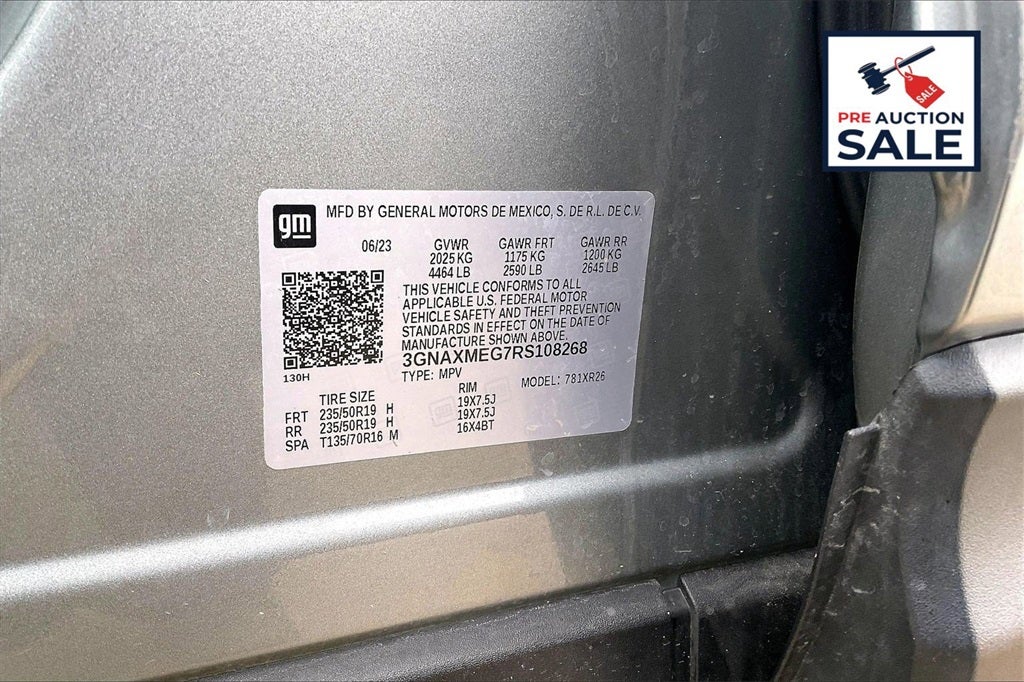 SALE
PRE AUCTION
SALE
gm MFD BY GENERAL MOTORS DE MEXICO, S. DE R.L. DE C.V.
06/23 GVWR GAWR FRT GAWR RR
2025 KG 1175 KG 1200 KG
4464 LB 2590 LB 2645 LB
THIS VEHICLE CONFORMS TO ALL
APPLICABLE U.S. FEDERAL MOTOR
VEHICLE SAFETY AND THEFT PREVENTION
STANDARDS IN EFFECT ON THE DATE OF
MANUFACTURE SHOWN ABOVE.
3GNAXMEG7RS108268
130H TYPE: MPV MODEL: 781XR26
TIRE SIZE RIM
FRT 235/50R19 H 19X7.5J
RR 235/50R19 H 19X7.5J
SPA T135/70R16 M 16X4BT